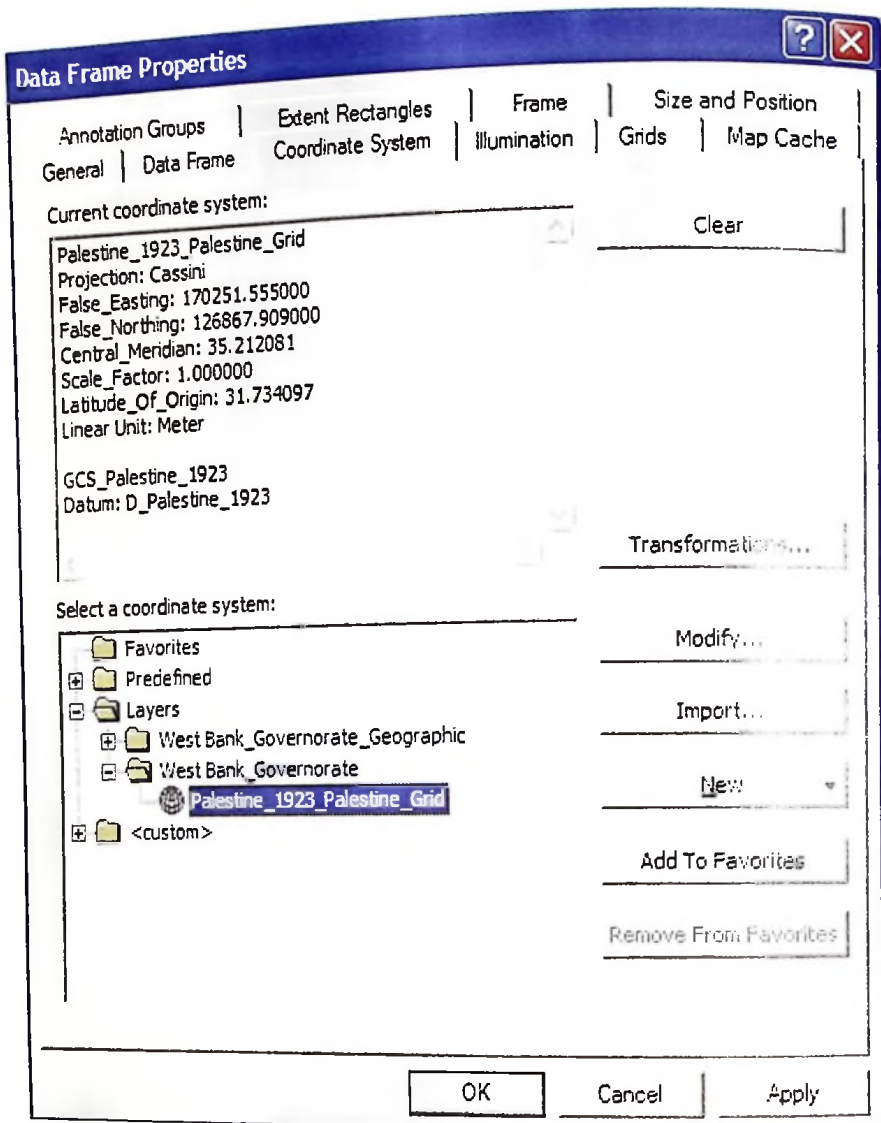 Data Frame Properties
Annotation Groups Extent Rectangles Frame Size and Position
General Data Frame Coordinate System Illumination Grids Map Cache
Current coordinate system:
Palestine_1923_Palestine_Grid
Projection: Cassini
False_Easting: 170251.555000
False_Northing: 126867.909000
Central_Meridian: 35.212081
Scale_Factor: 1.000000
Latitude_Of_Origin: 31.734097
Linear Unit: Meter
GCS_Palestine_1923
Datum: D_Palestine_1923
Clear
Transformations...
Select a coordinate system:
Favorites
Predefined
Layers
West Bank_Governorate_Geographic
West Bank_Governorate
Palestine_1923_Palestine_Grid
<custom>
Modify...
Import...
New
Add To Favorites
Remove From Favorites
OK Cancel Apply